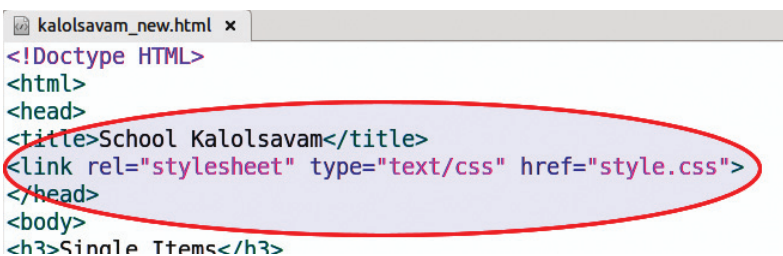 kalolsavam_new.html ×
<!Doctype HTML>
<html>
<head>
<title>School Kalolsavam</title>
<link rel="stylesheet" type="text/css" href="style.css">
</head>
<body>
<h3>Single Items</h3>